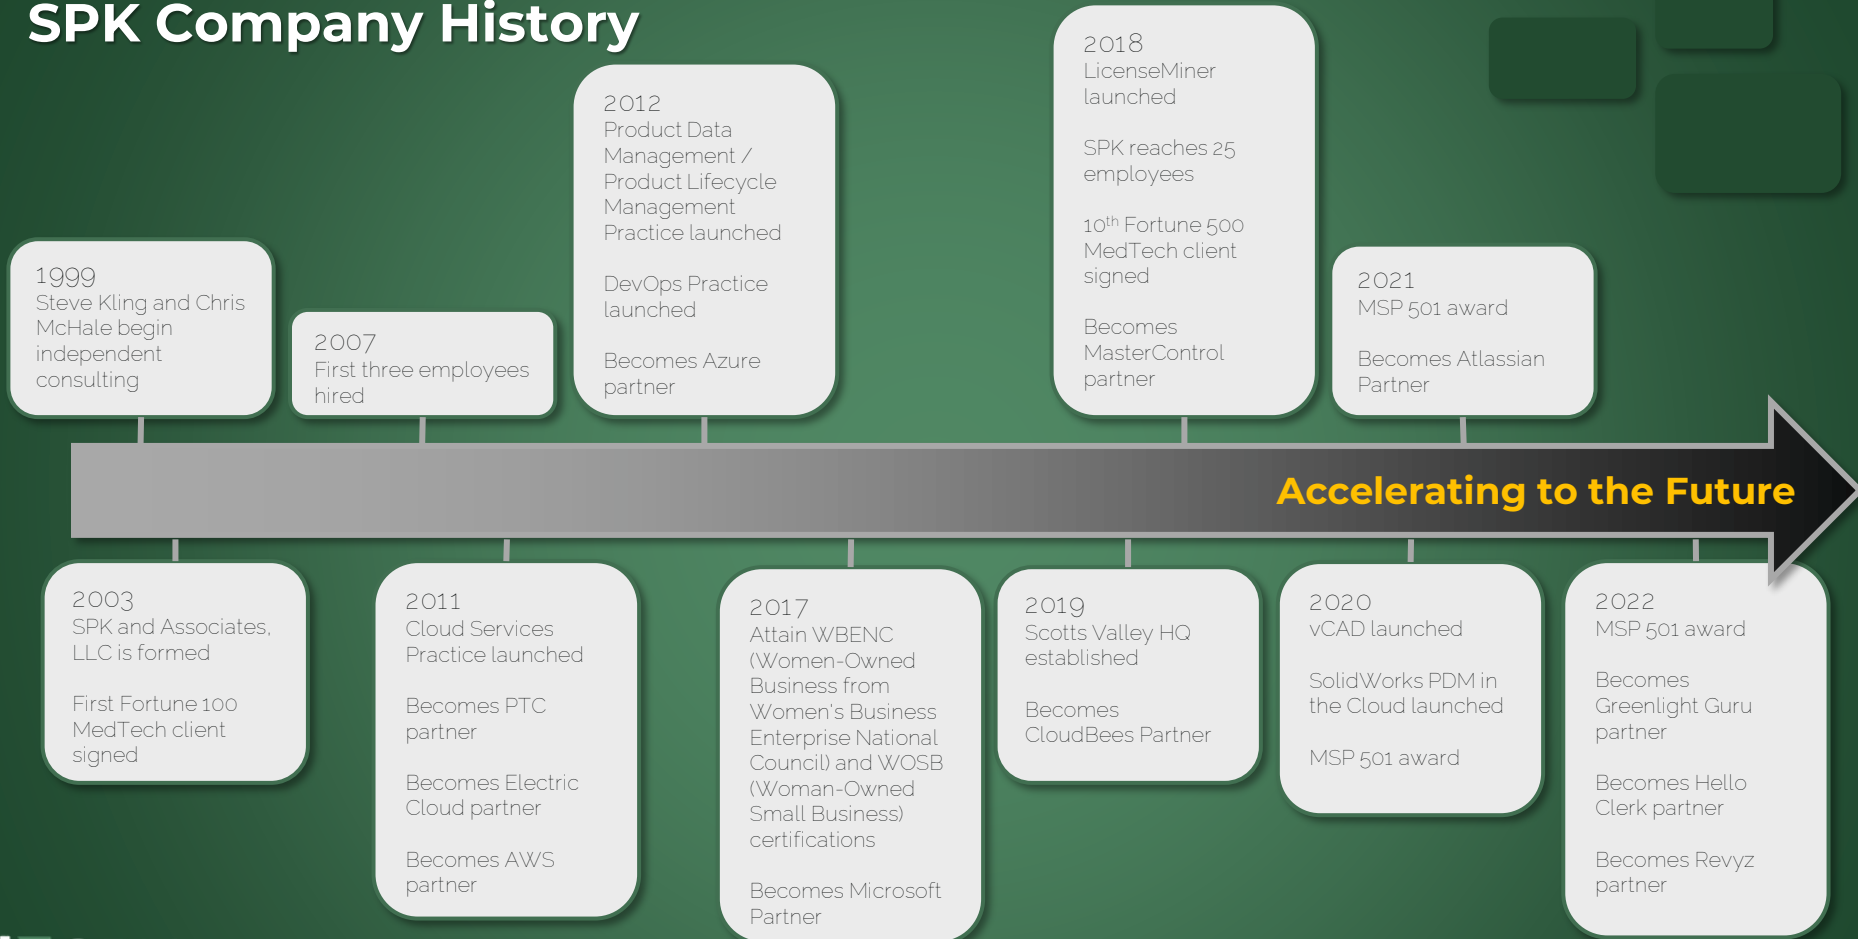 SPK Company History
1999
Steve Kling and Chris
McHale begin
independent
consulting
2007
First three employees
hired
2012
Product Data
Management /
Product Lifecycle
Management
Practice launched
DevOps Practice
launched
Becomes Azure
partner
2018
LicenseMiner
launched
SPK reaches 25
employees
10th Fortune 500
MedTech client
signed
Becomes
MasterControl
partner
2021
MSP 501 award
Becomes Atlassian
Partner
Accelerating to the Future
2003
SPK and Associates,
LLC is formed
First Fortune 100
MedTech client
signed
2011
Cloud Services
Practice launched
Becomes PTC
partner
Becomes Electric
Cloud partner
Becomes AWS
partner
2017
Attain WBENC
(Women-Owned
Business from
Women's Business
Enterprise National
Council) and WOSB
(Woman-Owned
Small Business)
certifications
Becomes Microsoft
Partner
2019
Scotts Valley HQ
established
Becomes
CloudBees Partner
2020
vCAD launched
SolidWorks PDM in
the Cloud launched
MSP 501 award
2022
MSP 501 award
Becomes
Greenlight Guru
partner
Becomes Hello
Clerk partner
Becomes Revyz
partner